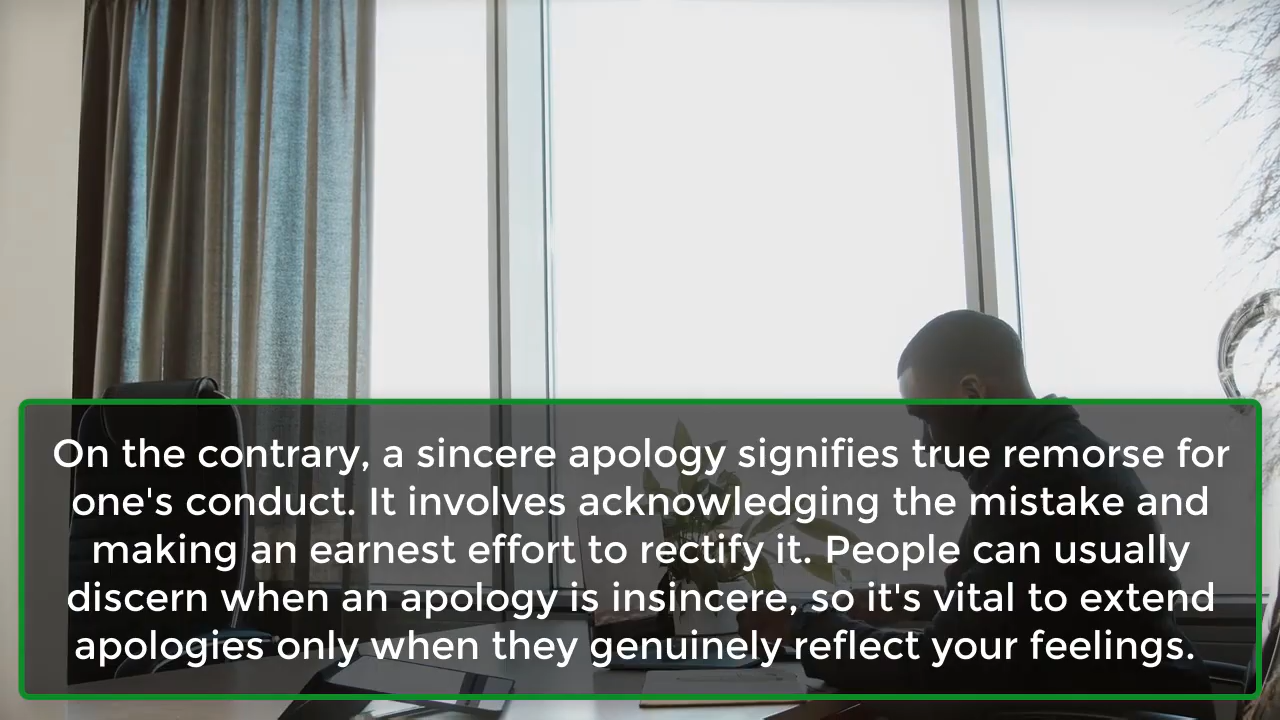 On the contrary, a sincere apology signifies true remorse for
one's conduct. It involves acknowledging the mistake and
making an earnest effort to rectify it. People can usually
discern when an apology is insincere, so it's vital to extend
apologies only when they genuinely reflect your feelings.